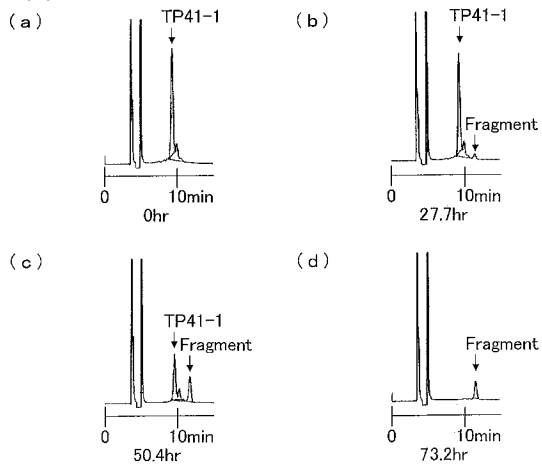 (a)
TP41-1
0
10min
0hr
(b)
TP41-1
Fragment
0
10min
27.7hr
(c)
TP41-1
Fragment
0
10min
50.4hr
(d)
Fragment
0
10min
73.2hr